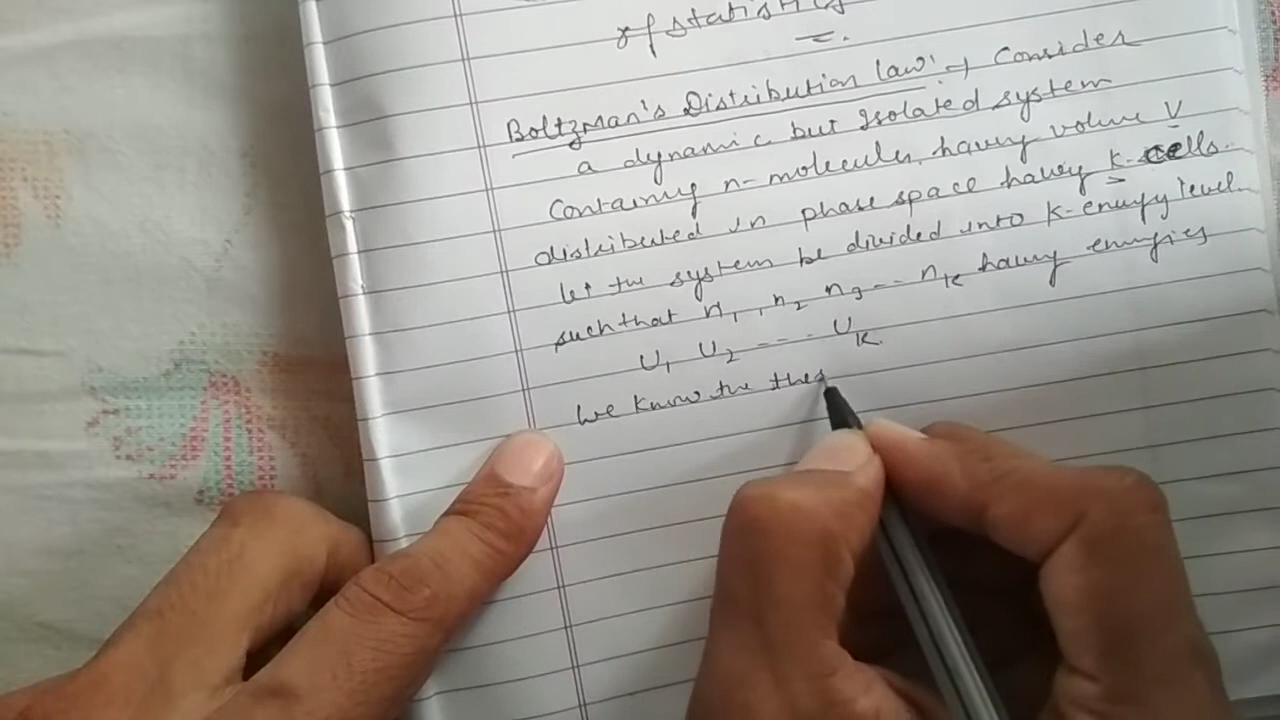 of statistics
Boltzman's Distribution law:→ Consider
a dynamic but Isolated system
Containing n-molecules, having volume V
distributed in phase space having K-cells.
let the system be divided into K-energy level.
such that n₁, n₂ n₃ --- nₖ having energies
U₁ U₂ --- Uₖ.
We know the thes